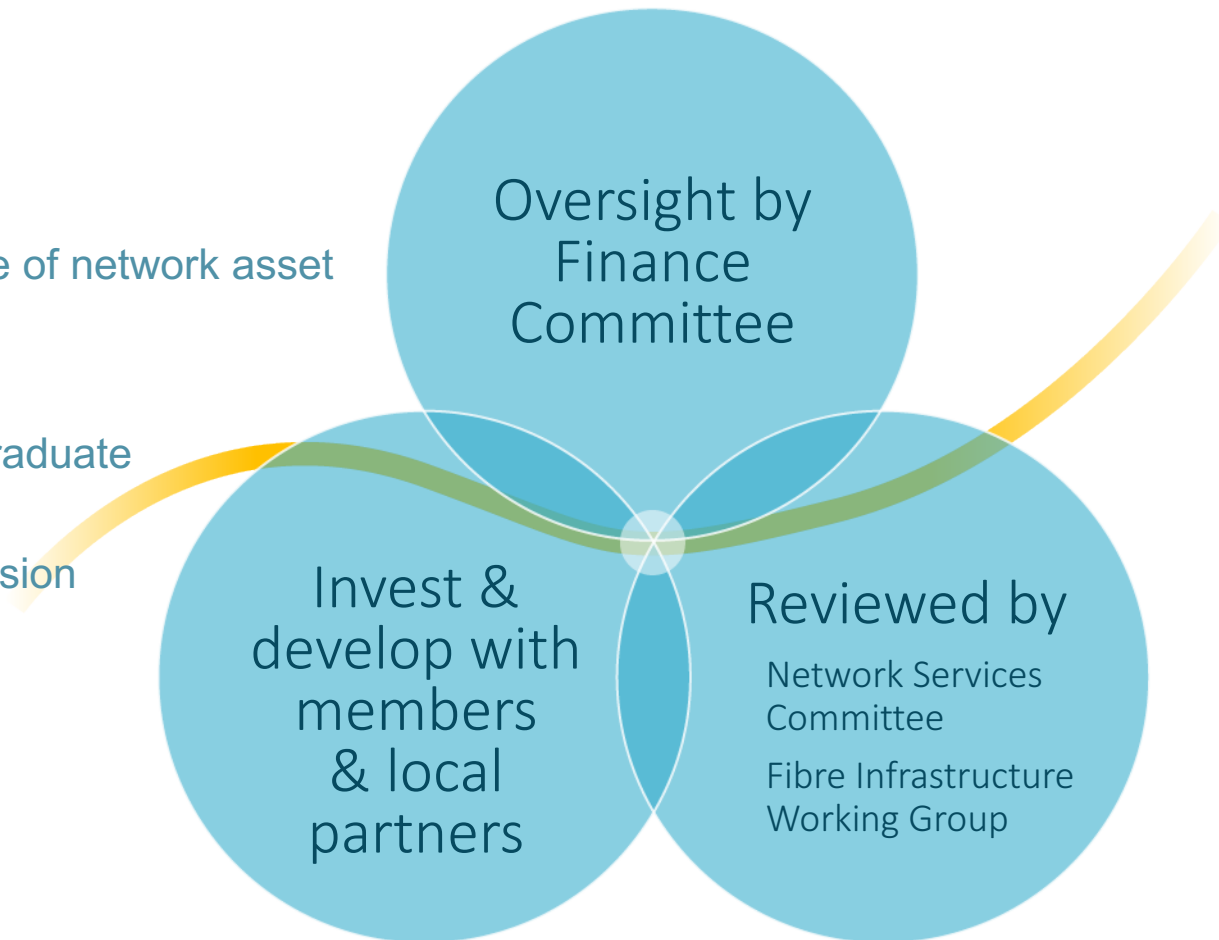 Oversight by
Finance
Committee
e of network asset
raduate
sion
Invest &
develop with
members
& local
partners
Reviewed by
Network Services
Committee
Fibre Infrastructure
Working Group